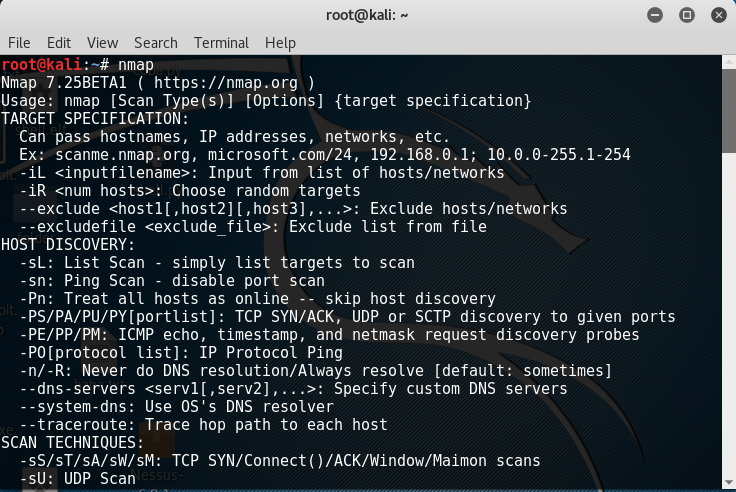 root@kali: ~
File Edit View Search Terminal Help
root@kali:~# nmap
Nmap 7.25BETA1 ( https://nmap.org )
Usage: nmap [Scan Type(s)] [Options] {target specification}
TARGET SPECIFICATION:
  Can pass hostnames, IP addresses, networks, etc.
  Ex: scanme.nmap.org, microsoft.com/24, 192.168.0.1; 10.0.0-255.1-254
  -iL <inputfilename>: Input from list of hosts/networks
  -iR <num hosts>: Choose random targets
  --exclude <host1[,host2][,host3],...>: Exclude hosts/networks
  --excludefile <exclude_file>: Exclude list from file
HOST DISCOVERY:
  -sL: List Scan - simply list targets to scan
  -sn: Ping Scan - disable port scan
  -Pn: Treat all hosts as online -- skip host discovery
  -PS/PA/PU/PY[portlist]: TCP SYN/ACK, UDP or SCTP discovery to given ports
  -PE/PP/PM: ICMP echo, timestamp, and netmask request discovery probes
  -PO[protocol list]: IP Protocol Ping
  -n/-R: Never do DNS resolution/Always resolve [default: sometimes]
  --dns-servers <serv1[,serv2],...>: Specify custom DNS servers
  --system-dns: Use OS's DNS resolver
  --traceroute: Trace hop path to each host
SCAN TECHNIQUES:
  -sS/sT/sA/sW/sM: TCP SYN/Connect()/ACK/Window/Maimon scans
  -sU: UDP Scan